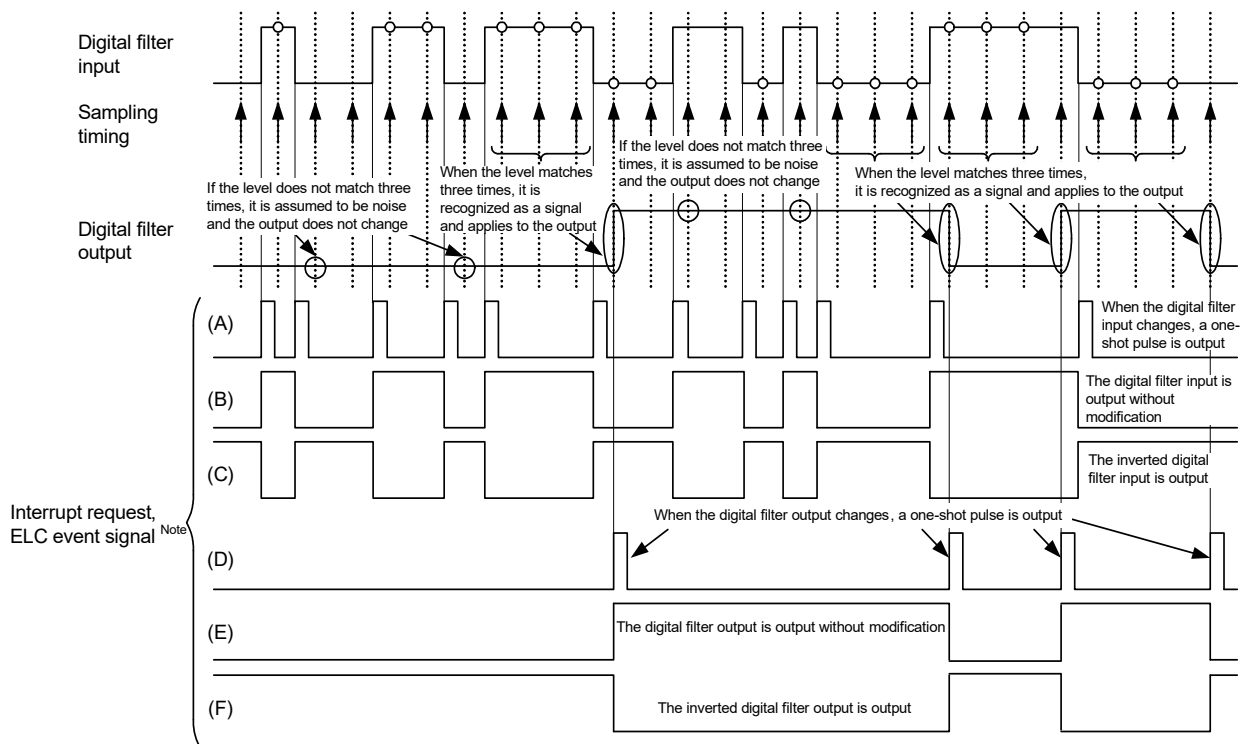 Digital filter
input
Sampling
timing
If the level does not match three
times, it is assumed to be noise
and the output does not change
When the level matches
three times, it is
recognized as a signal
and applies to the output
If the level does not match three
times, it is assumed to be noise
and the output does not change
When the level matches three times,
it is recognized as a signal and applies to the output
Digital filter
output
(A)
When the digital filter
input changes, a one-
shot pulse is output
(B)
The digital filter input is
output without
modification
(C)
The inverted digital
filter input is output
Interrupt request,
ELC event signal Note
When the digital filter output changes, a one-shot pulse is output
(D)
(E)
The digital filter output is output without modification
(F)
The inverted digital filter output is output